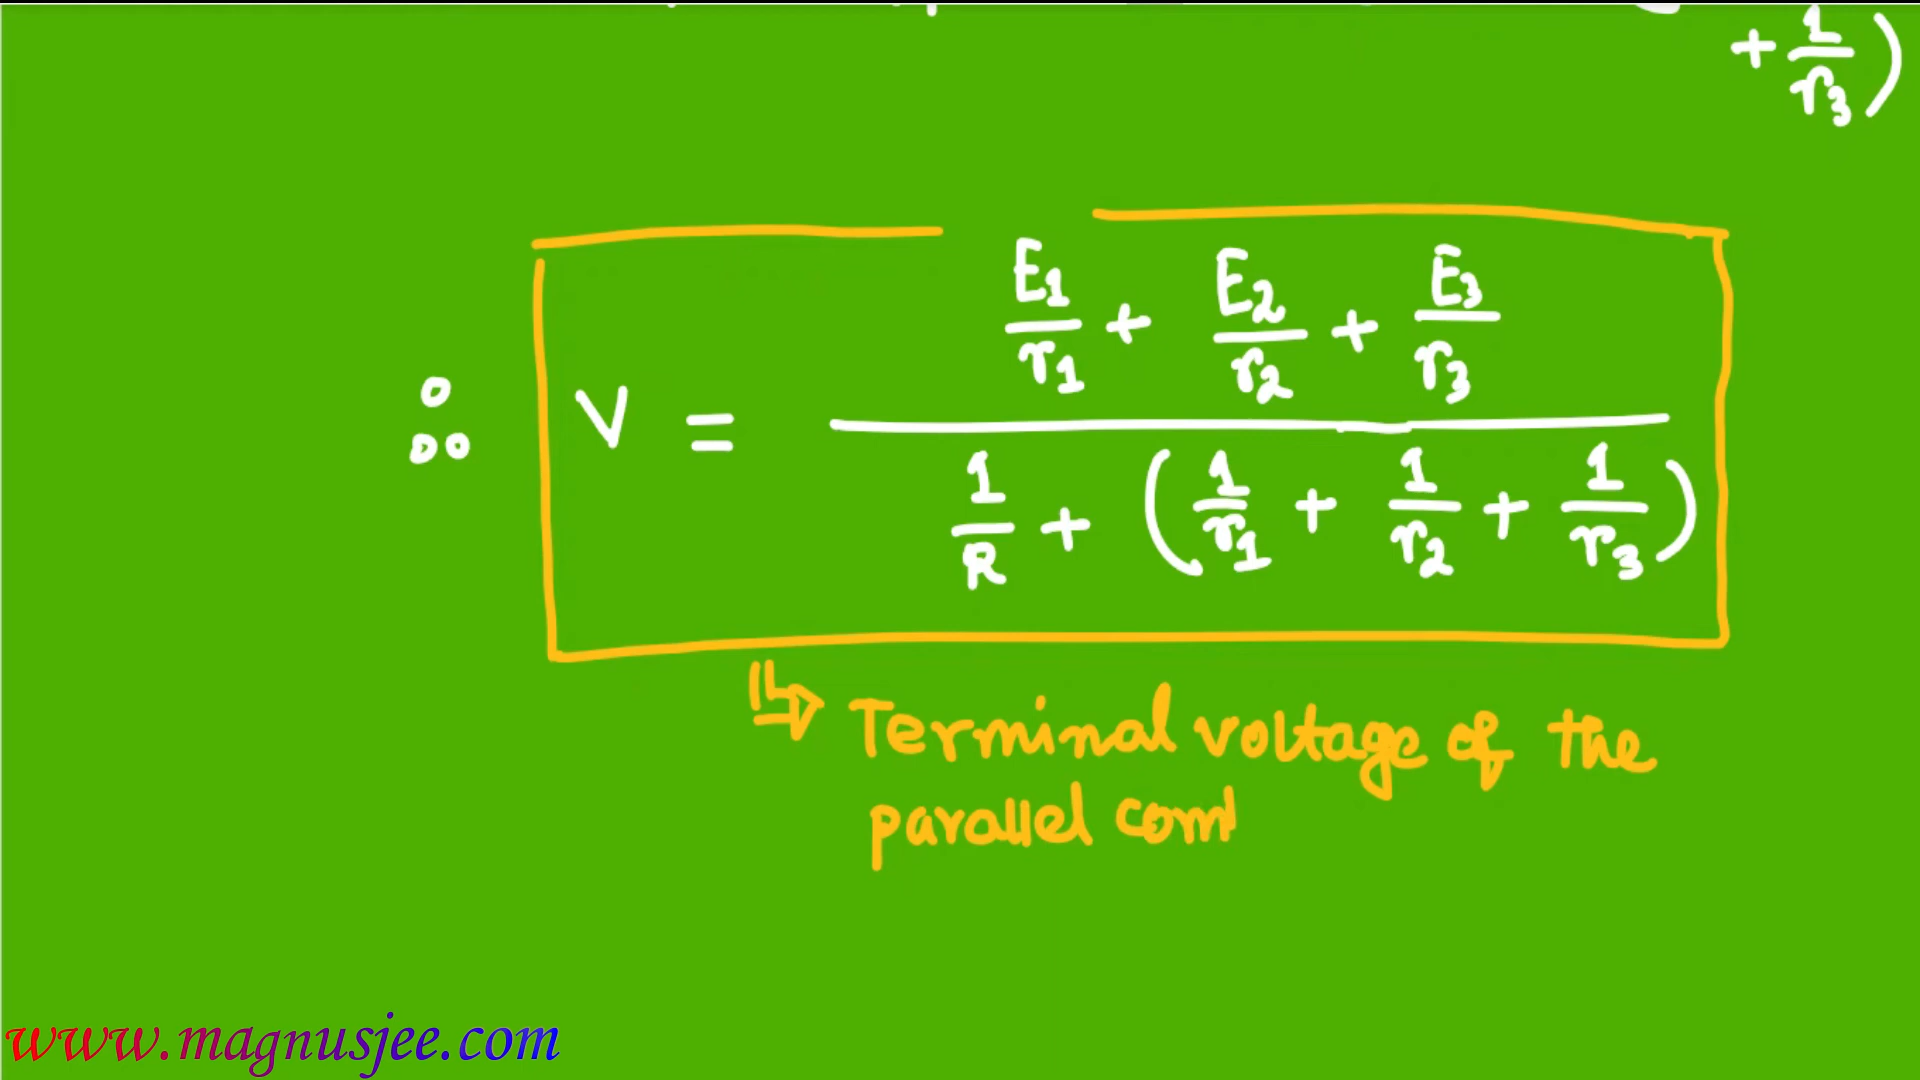 + 1/r₃)
∴ V = (E₁/r₁ + E₂/r₂ + E₃/r₃) / (1/R + (1/r₁ + 1/r₂ + 1/r₃))
Terminal voltage of the
parallel com
www.magnusjee.com